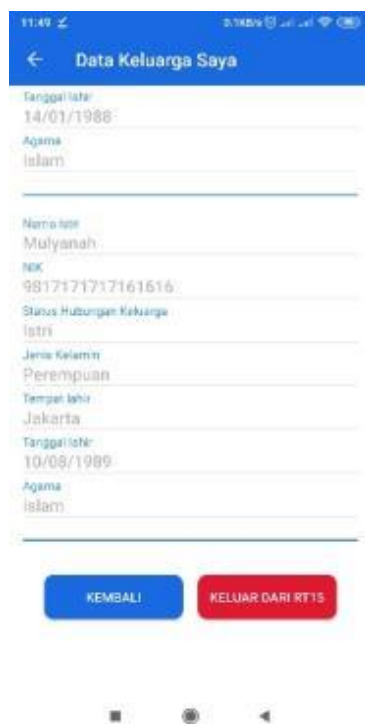 11:49
0.1KB/s
Data Keluarga Saya
Tanggal lahir
14/01/1988
Agama
Islam
Nama Istri
Mulyanah
NIK
9817171717161616
Status Hubungan Keluarga
Istri
Jenis Kelamin
Perempuan
Tempat lahir
Jakarta
Tanggal lahir
10/08/1989
Agama
Islam
KEMBALI
KELUAR DARI RT15